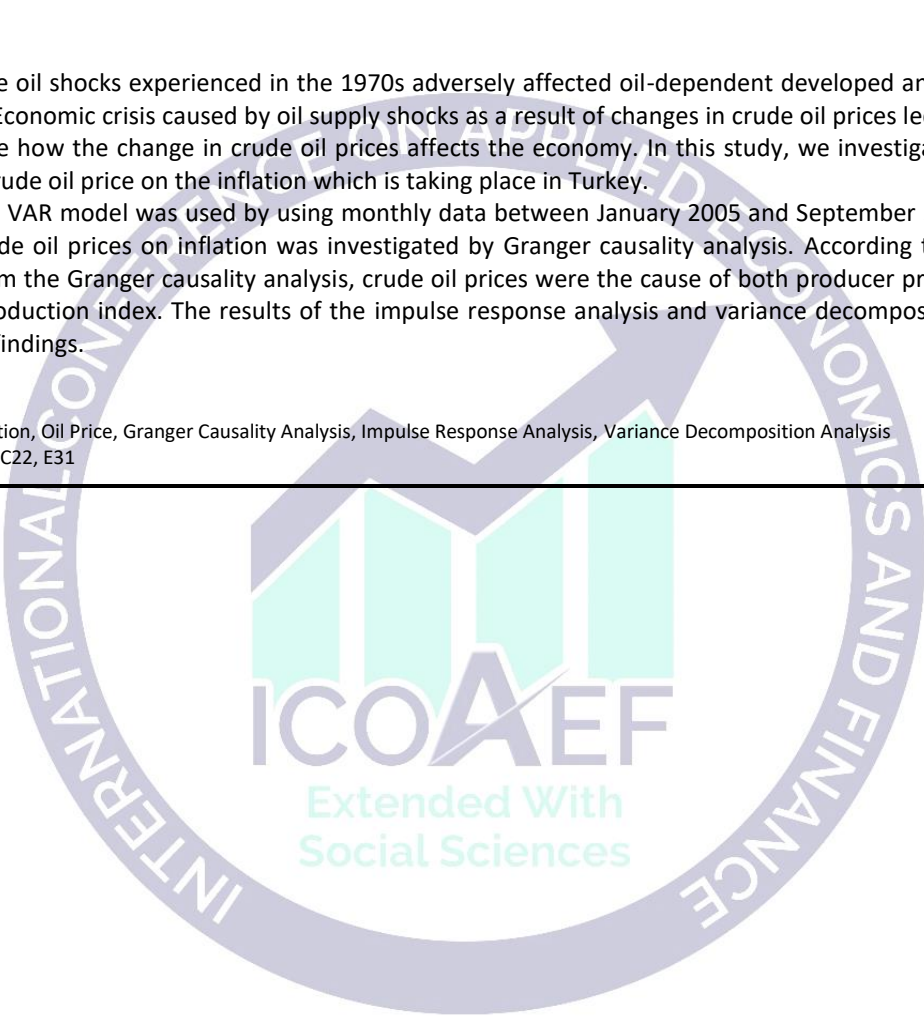 e oil shocks experienced in the 1970s adversely affected oil-dependent developed an
Economic crisis caused by oil supply shocks as a result of changes in crude oil prices le
e how the change in crude oil prices affects the economy. In this study, we investiga
rude oil price on the inflation which is taking place in Turkey.
VAR model was used by using monthly data between January 2005 and September
de oil prices on inflation was investigated by Granger causality analysis. According t
m the Granger causality analysis, crude oil prices were the cause of both producer pr
oduction index. The results of the impulse response analysis and variance decompos
findings.
tion, Oil Price, Granger Causality Analysis, Impulse Response Analysis, Variance Decomposition Analysis
C22, E31
INTERNATIONAL CONFERENCE ON APPLIED ECONOMICS AND FINANCE
ICOAEF
Extended With
Social Sciences